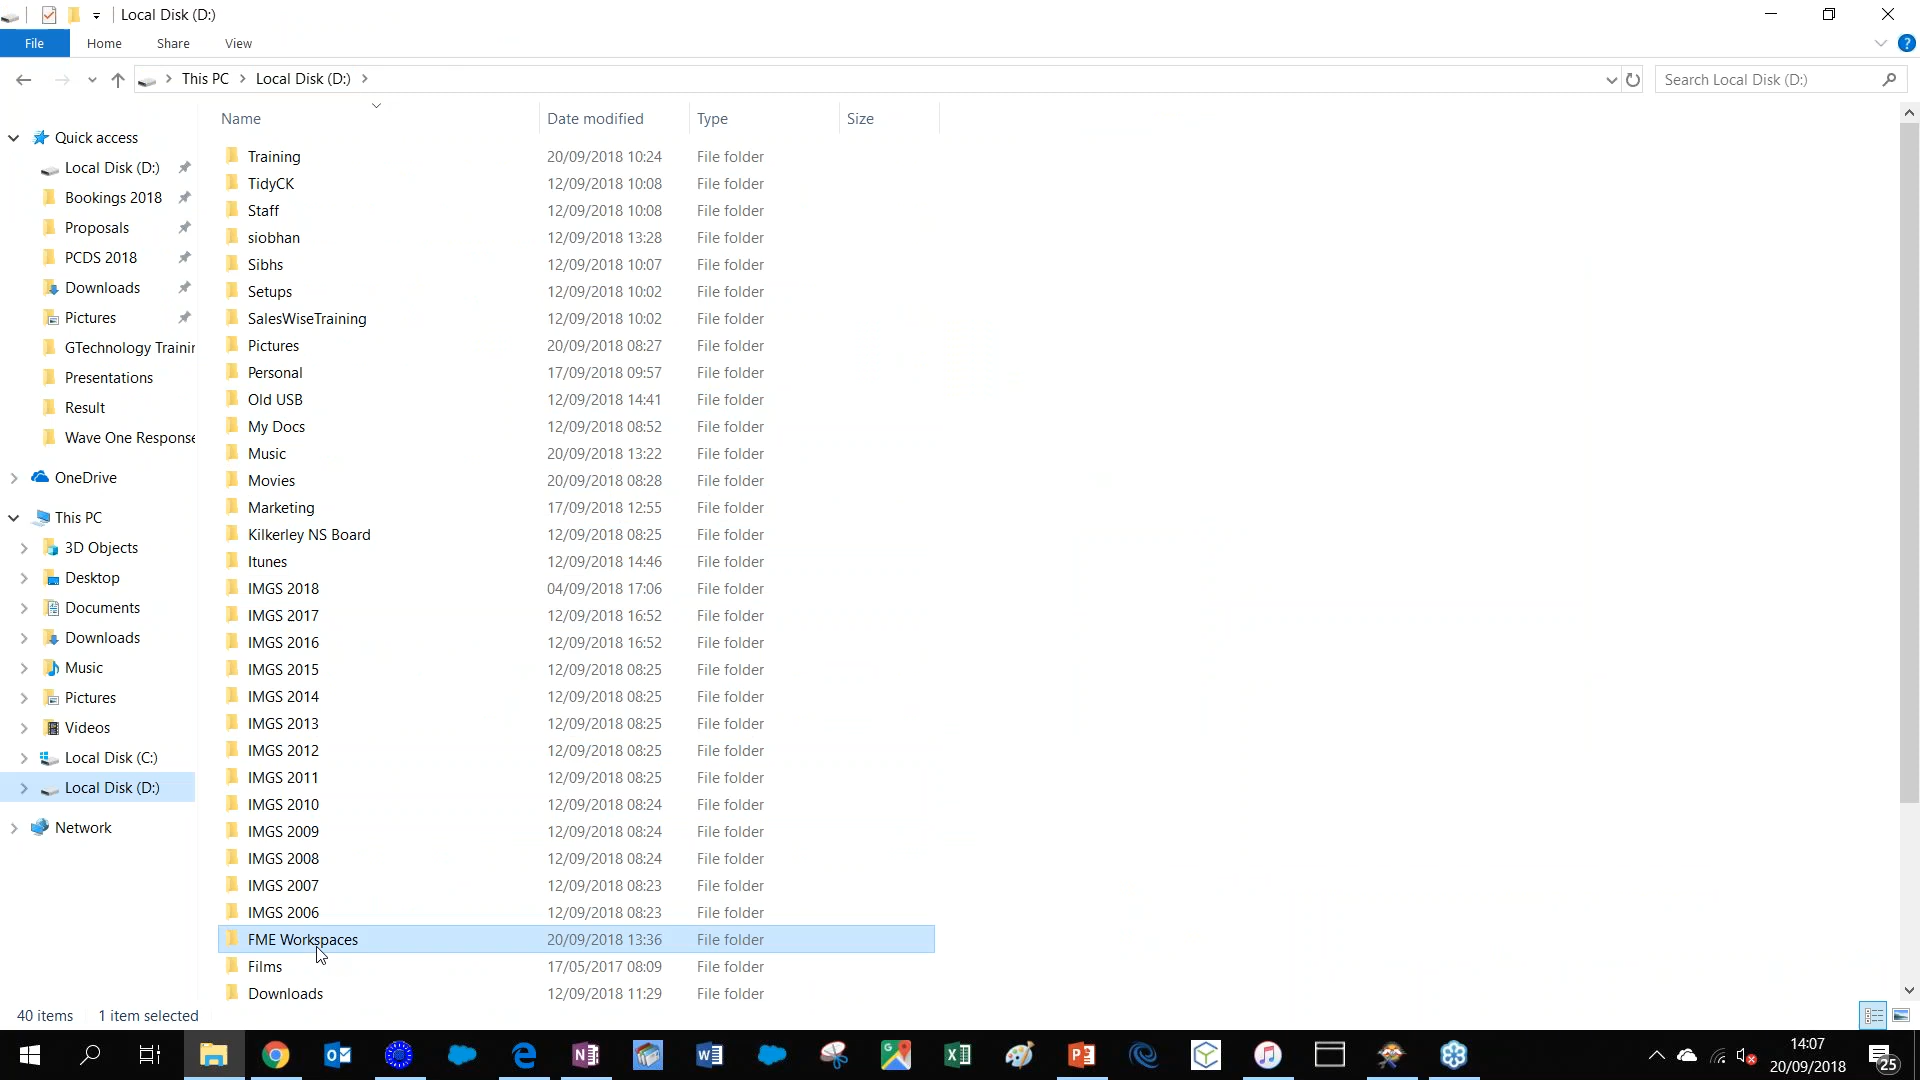 Local Disk (D:)
File Home Share View
This PC Local Disk (D:)
Search Local Disk (D:)
Name Date modified Type Size
Quick access
Local Disk (D:)
Bookings 2018
Proposals
PCDS 2018
Downloads
Pictures
GTechnology Trainin
Presentations
Result
Wave One Response
OneDrive
This PC
3D Objects
Desktop
Documents
Downloads
Music
Pictures
Videos
Local Disk (C:)
Local Disk (D:)
Network
Training 20/09/2018 10:24 File folder
TidyCK 12/09/2018 10:08 File folder
Staff 12/09/2018 10:08 File folder
siobhan 12/09/2018 13:28 File folder
Sibhs 12/09/2018 10:07 File folder
Setups 12/09/2018 10:02 File folder
SalesWiseTraining 12/09/2018 10:02 File folder
Pictures 20/09/2018 08:27 File folder
Personal 17/09/2018 09:57 File folder
Old USB 12/09/2018 14:41 File folder
My Docs 12/09/2018 08:52 File folder
Music 20/09/2018 13:22 File folder
Movies 20/09/2018 08:28 File folder
Marketing 17/09/2018 12:55 File folder
Kilkerley NS Board 12/09/2018 08:25 File folder
Itunes 12/09/2018 14:46 File folder
IMGS 2018 04/09/2018 17:06 File folder
IMGS 2017 12/09/2018 16:52 File folder
IMGS 2016 12/09/2018 16:52 File folder
IMGS 2015 12/09/2018 08:25 File folder
IMGS 2014 12/09/2018 08:25 File folder
IMGS 2013 12/09/2018 08:25 File folder
IMGS 2012 12/09/2018 08:25 File folder
IMGS 2011 12/09/2018 08:25 File folder
IMGS 2010 12/09/2018 08:24 File folder
IMGS 2009 12/09/2018 08:24 File folder
IMGS 2008 12/09/2018 08:24 File folder
IMGS 2007 12/09/2018 08:23 File folder
IMGS 2006 12/09/2018 08:23 File folder
FME Workspaces 20/09/2018 13:36 File folder
Films 17/05/2017 08:09 File folder
Downloads 12/09/2018 11:29 File folder
40 items 1 item selected
14:07
20/09/2018
25